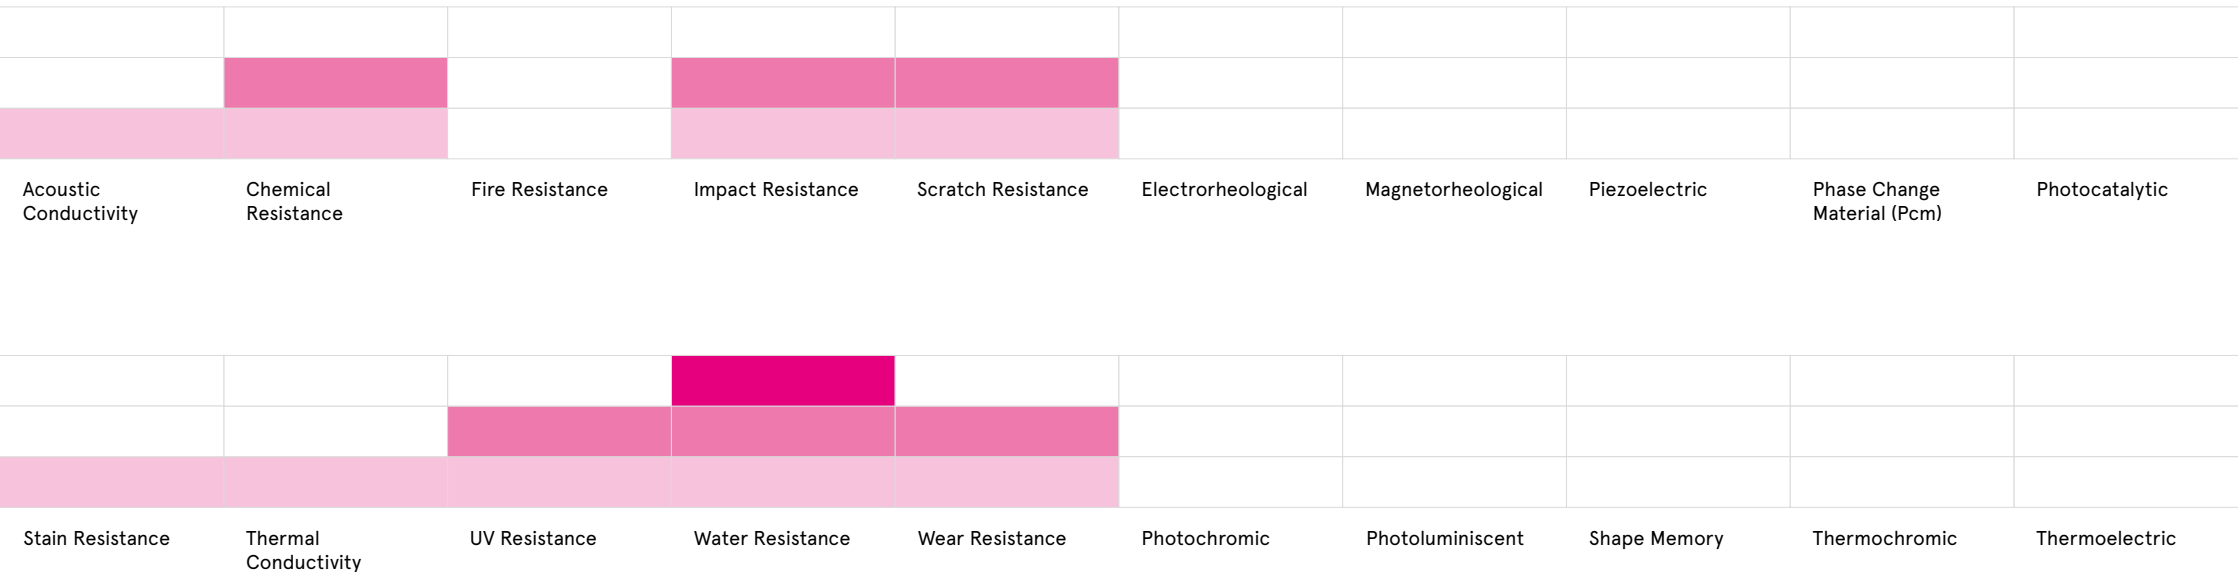 Acoustic
Conductivity
Chemical
Resistance
Fire Resistance
Impact Resistance
Scratch Resistance
Electrorheological
Magnetorheological
Piezoelectric
Phase Change
Material (Pcm)
Photocatalytic
Stain Resistance
Thermal
Conductivity
UV Resistance
Water Resistance
Wear Resistance
Photochromic
Photoluminiscent
Shape Memory
Thermochromic
Thermoelectric